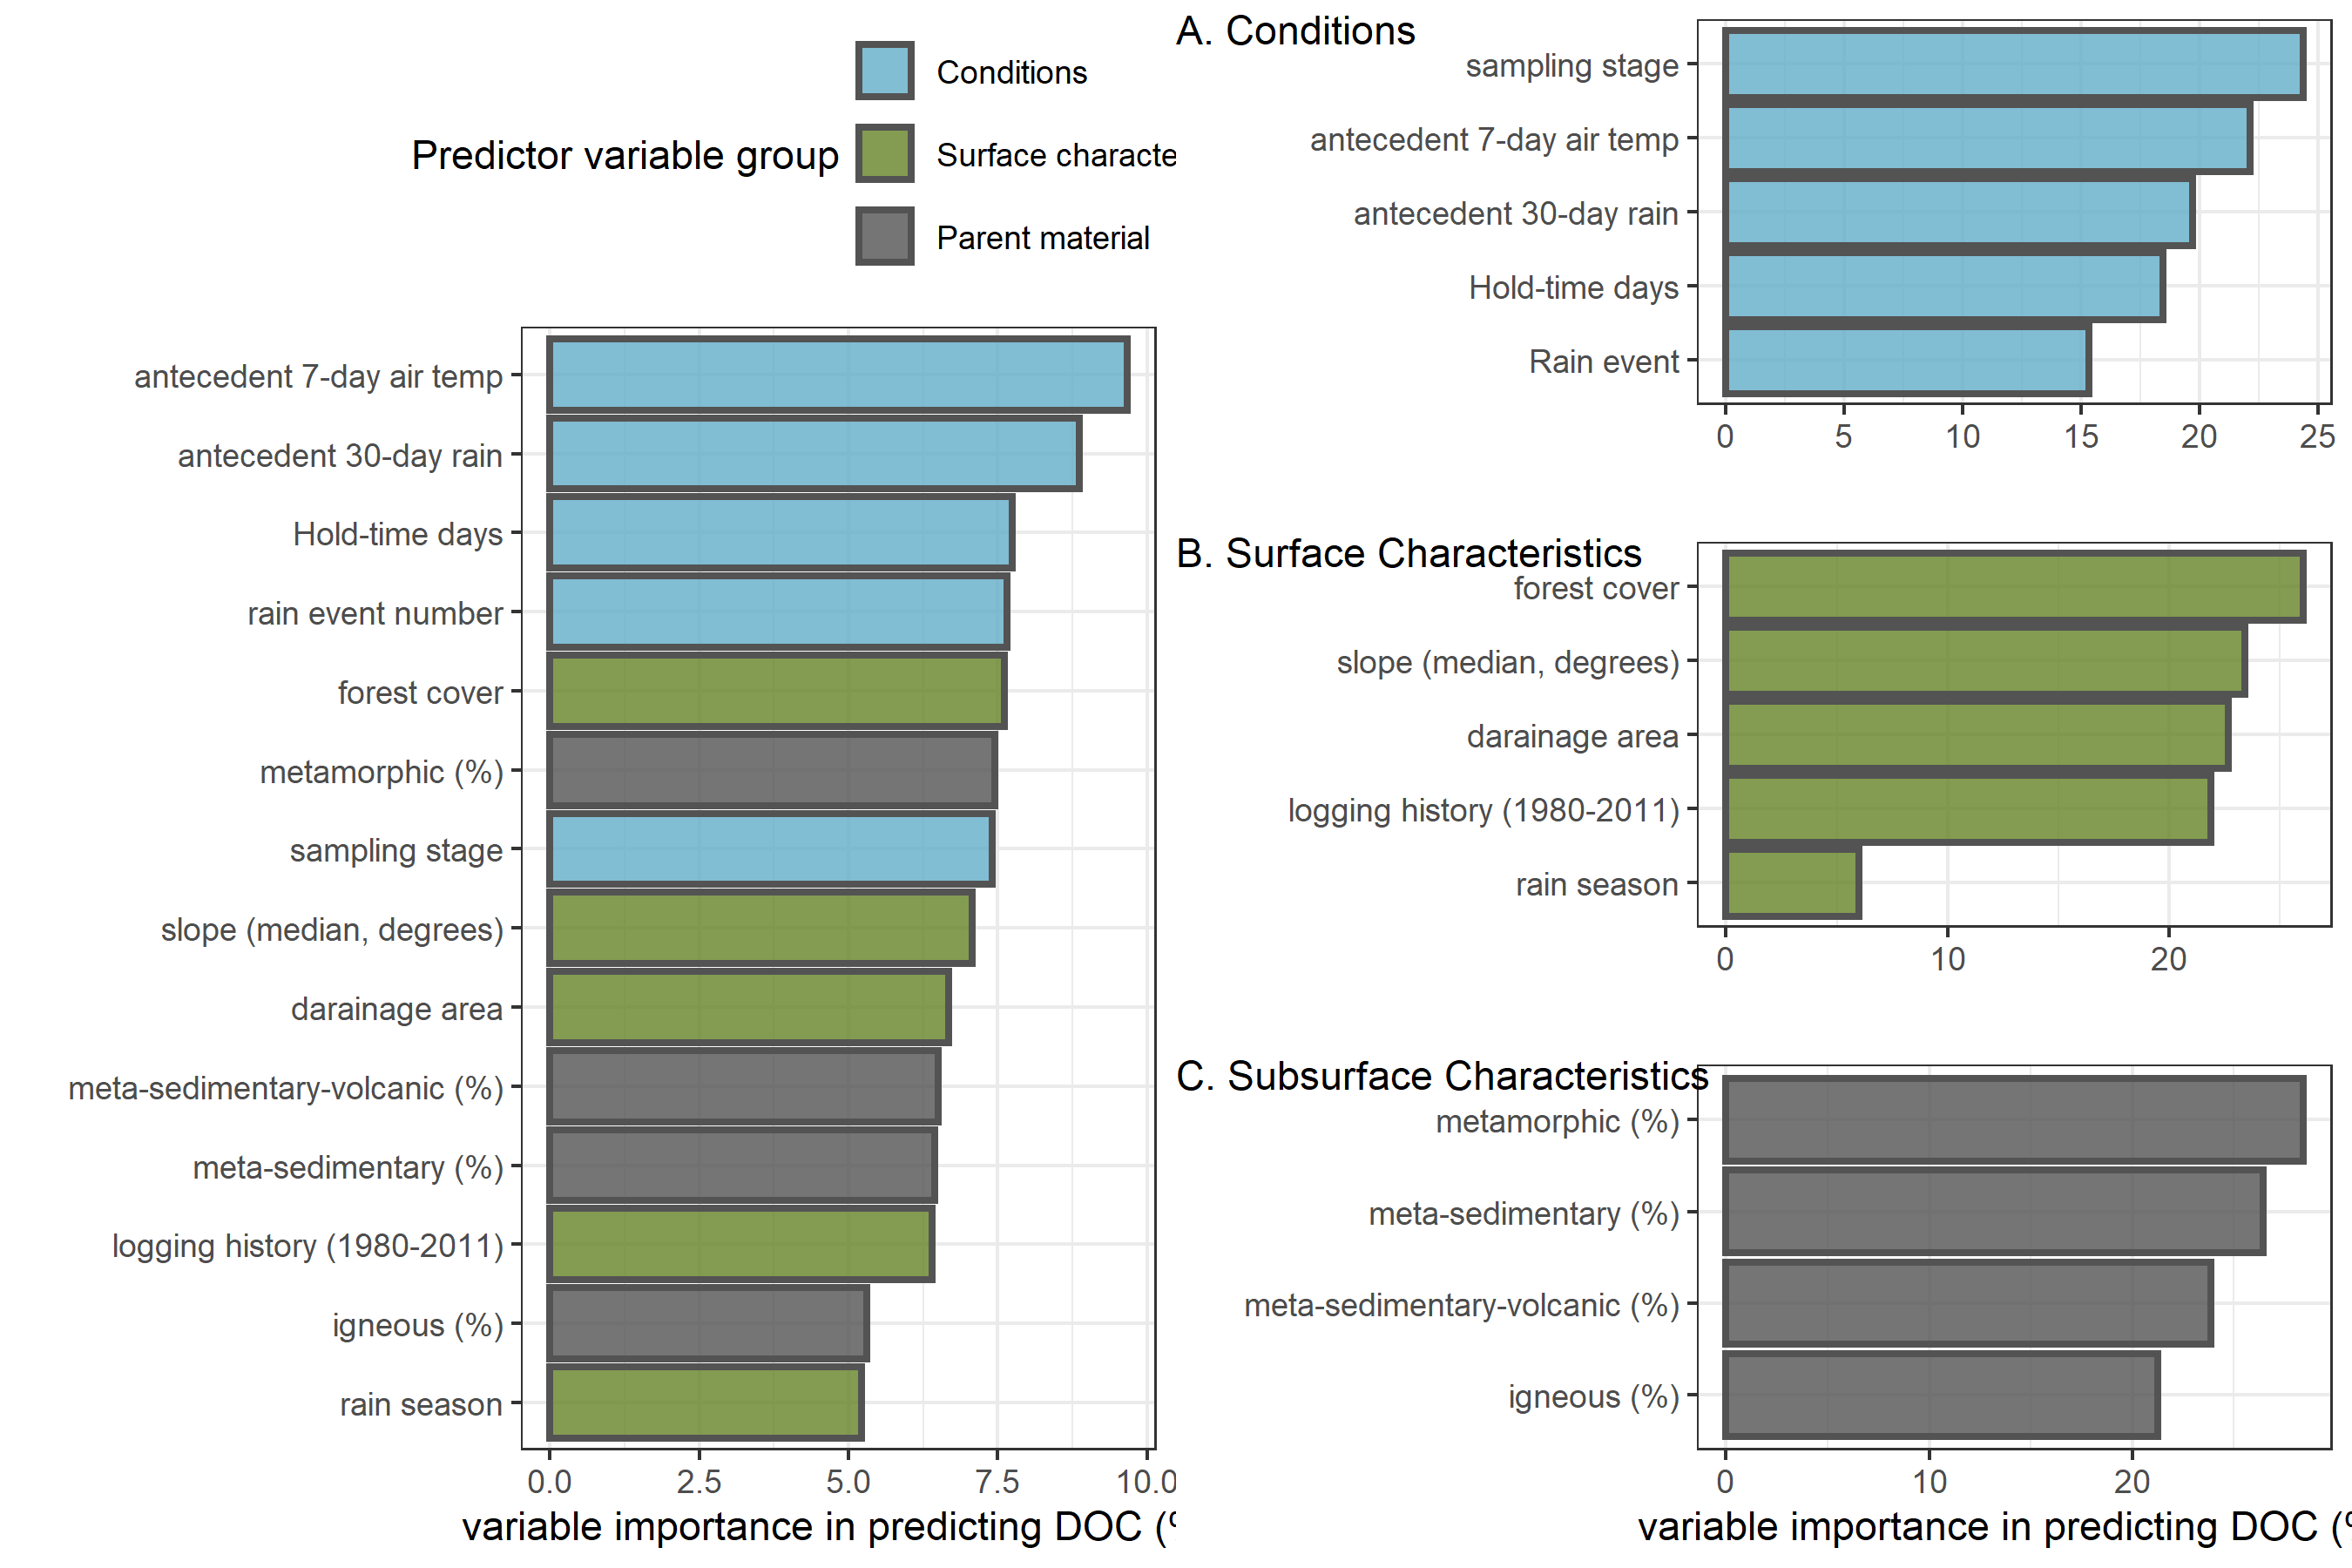 Predictor variable group
Conditions
Surface characte
Parent material
antecedent 7-day air temp
antecedent 30-day rain
Hold-time days
rain event number
forest cover
metamorphic (%)
sampling stage
slope (median, degrees)
darainage area
meta-sedimentary-volcanic (%)
meta-sedimentary (%)
logging history (1980-2011)
igneous (%)
rain season
0.0 2.5 5.0 7.5 10.0
variable importance in predicting DOC (%
A. Conditions
sampling stage
antecedent 7-day air temp
antecedent 30-day rain
Hold-time days
Rain event
0 5 10 15 20 25
B. Surface Characteristics
forest cover
slope (median, degrees)
darainage area
logging history (1980-2011)
rain season
0 10 20
C. Subsurface Characteristics
metamorphic (%)
meta-sedimentary (%)
meta-sedimentary-volcanic (%)
igneous (%)
0 10 20
variable importance in predicting DOC (%